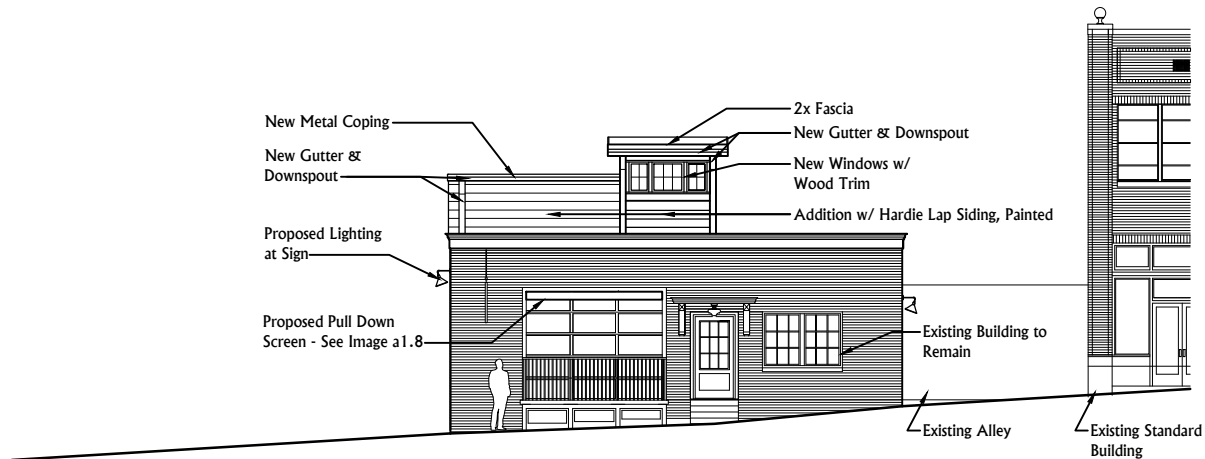 New Metal Coping
New Gutter &
Downspout
Proposed Lighting
at Sign
Proposed Pull Down
Screen - See Image a1.8
2x Fascia
New Gutter & Downspout
New Windows w/
Wood Trim
Addition w/ Hardie Lap Siding, Painted
Existing Building to
Remain
Existing Alley
Existing Standard
Building